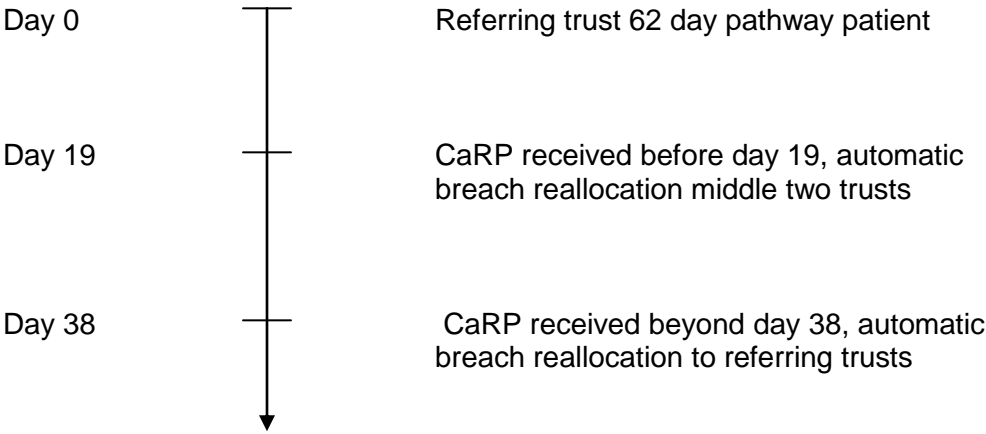 Day 0
Referring trust 62 day pathway patient
Day 19
CaRP received before day 19, automatic
breach reallocation middle two trusts
Day 38
CaRP received beyond day 38, automatic
breach reallocation to referring trusts